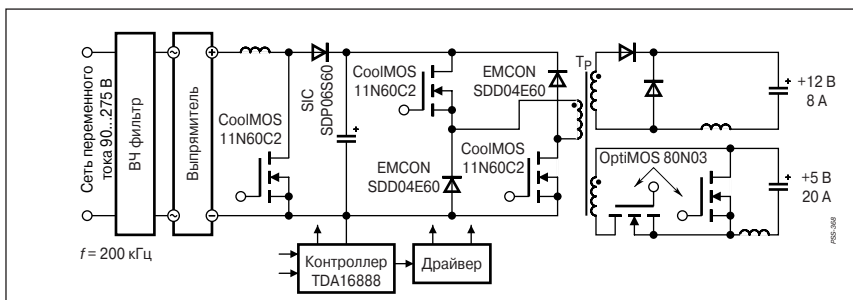 Сеть переменного
тока 90...275 В
ВЧ фильтр
~
~
Выпрямитель
+
−
f = 200 кГц
CoolMOS
11N60C2
SIC
SDP06S60
+
CoolMOS
11N60C2
EMCON
SDD04E60
EMCON
SDD04E60
CoolMOS
11N60C2
Tp
+
+12 В
8 А
OptiMOS 80N03
+
+5 В
20 А
Контроллер
TDA16888
Драйвер
PSS-368